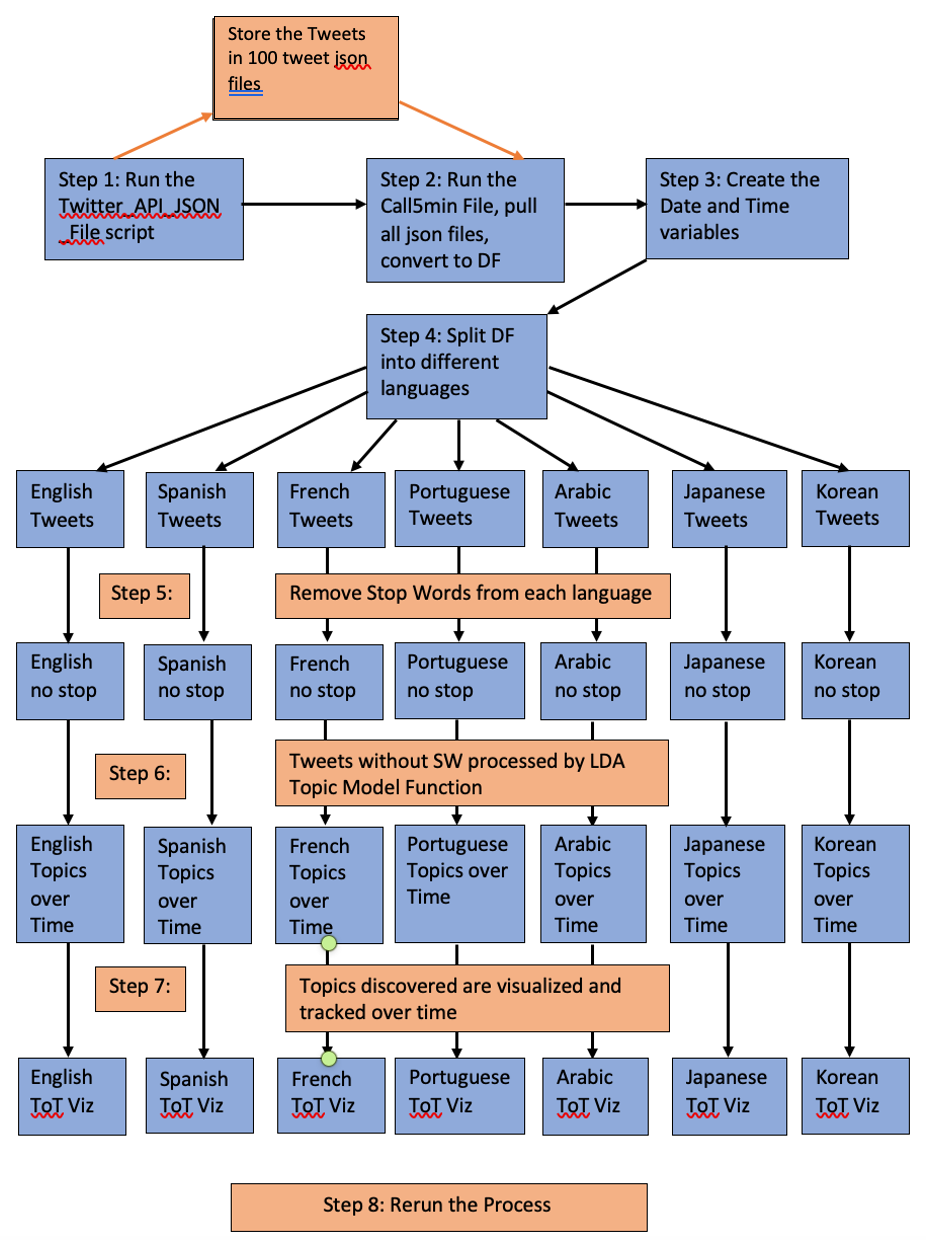 Store the Tweets
in 100 tweet json
files
Step 1: Run the
Twitter_API_JSON
_File script
Step 2: Run the
Call5min File, pull
all json files,
convert to DF
Step 3: Create the
Date and Time
variables
Step 4: Split DF
into different
languages
English
Tweets
Spanish
Tweets
French
Tweets
Portuguese
Tweets
Arabic
Tweets
Japanese
Tweets
Korean
Tweets
Step 5:
Remove Stop Words from each language
English
no stop
Spanish
no stop
French
no stop
Portuguese
no stop
Arabic
no stop
Japanese
no stop
Korean
no stop
Step 6:
Tweets without SW processed by LDA
Topic Model Function
English
Topics
over
Time
Spanish
Topics
over
Time
French
Topics
over
Time
Portuguese
Topics over
Time
Arabic
Topics
over
Time
Japanese
Topics
over
Time
Korean
Topics
over
Time
Step 7:
Topics discovered are visualized and
tracked over time
English
ToT Viz
Spanish
ToT Viz
French
ToT Viz
Portuguese
ToT Viz
Arabic
ToT Viz
Japanese
ToT Viz
Korean
ToT Viz
Step 8: Rerun the Process